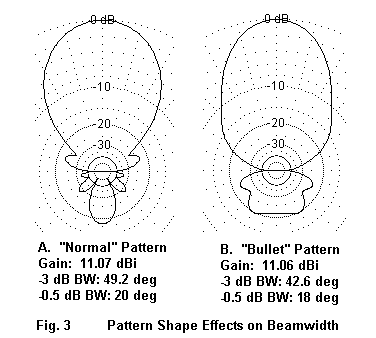 0 dB 0 dB
-10 -10
-20 -20
-30 -30
A. "Normal" Pattern
Gain: 11.07 dBi
-3 dB BW: 49.2 deg
-0.5 dB BW: 20 deg
B. "Bullet" Pattern
Gain: 11.06 dBi
-3 dB BW: 42.6 deg
-0.5 dB BW: 18 deg
Fig. 3 Pattern Shape Effects on Beamwidth